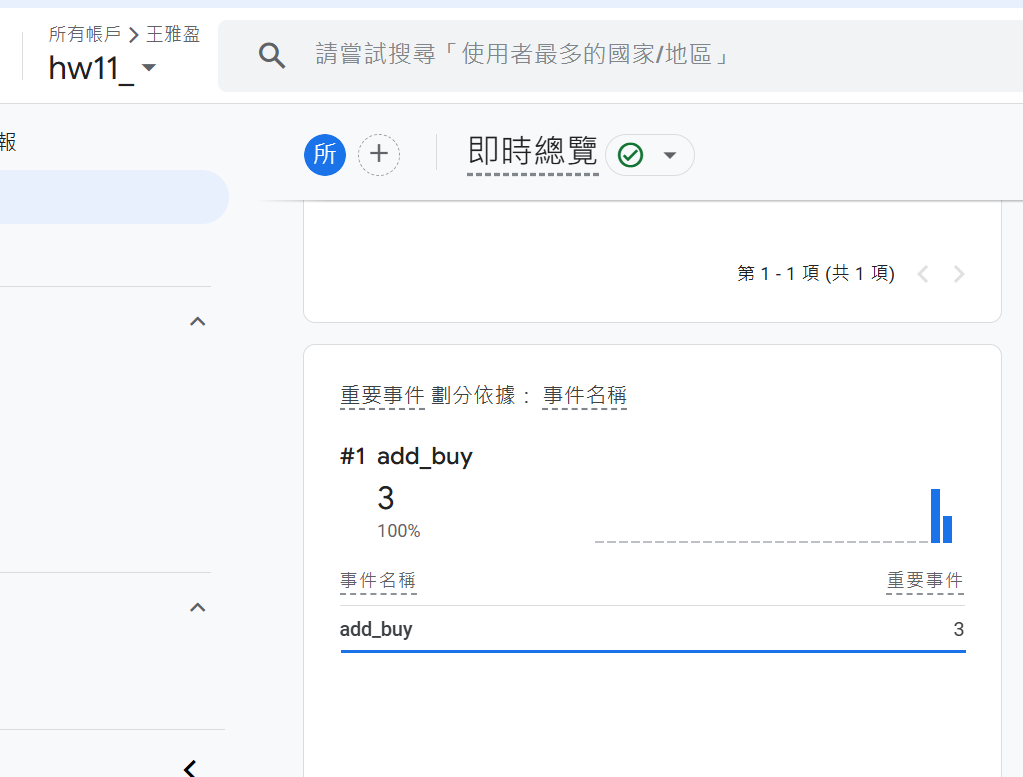 所有帳戶 > 王雅盈
hw11_
請嘗試搜尋「使用者最多的國家/地區」
報
所
即時總覽
第 1 - 1 項 (共 1 項)
重要事件 劃分依據： 事件名稱
#1 add_buy
3
100%
事件名稱 重要事件
add_buy 3